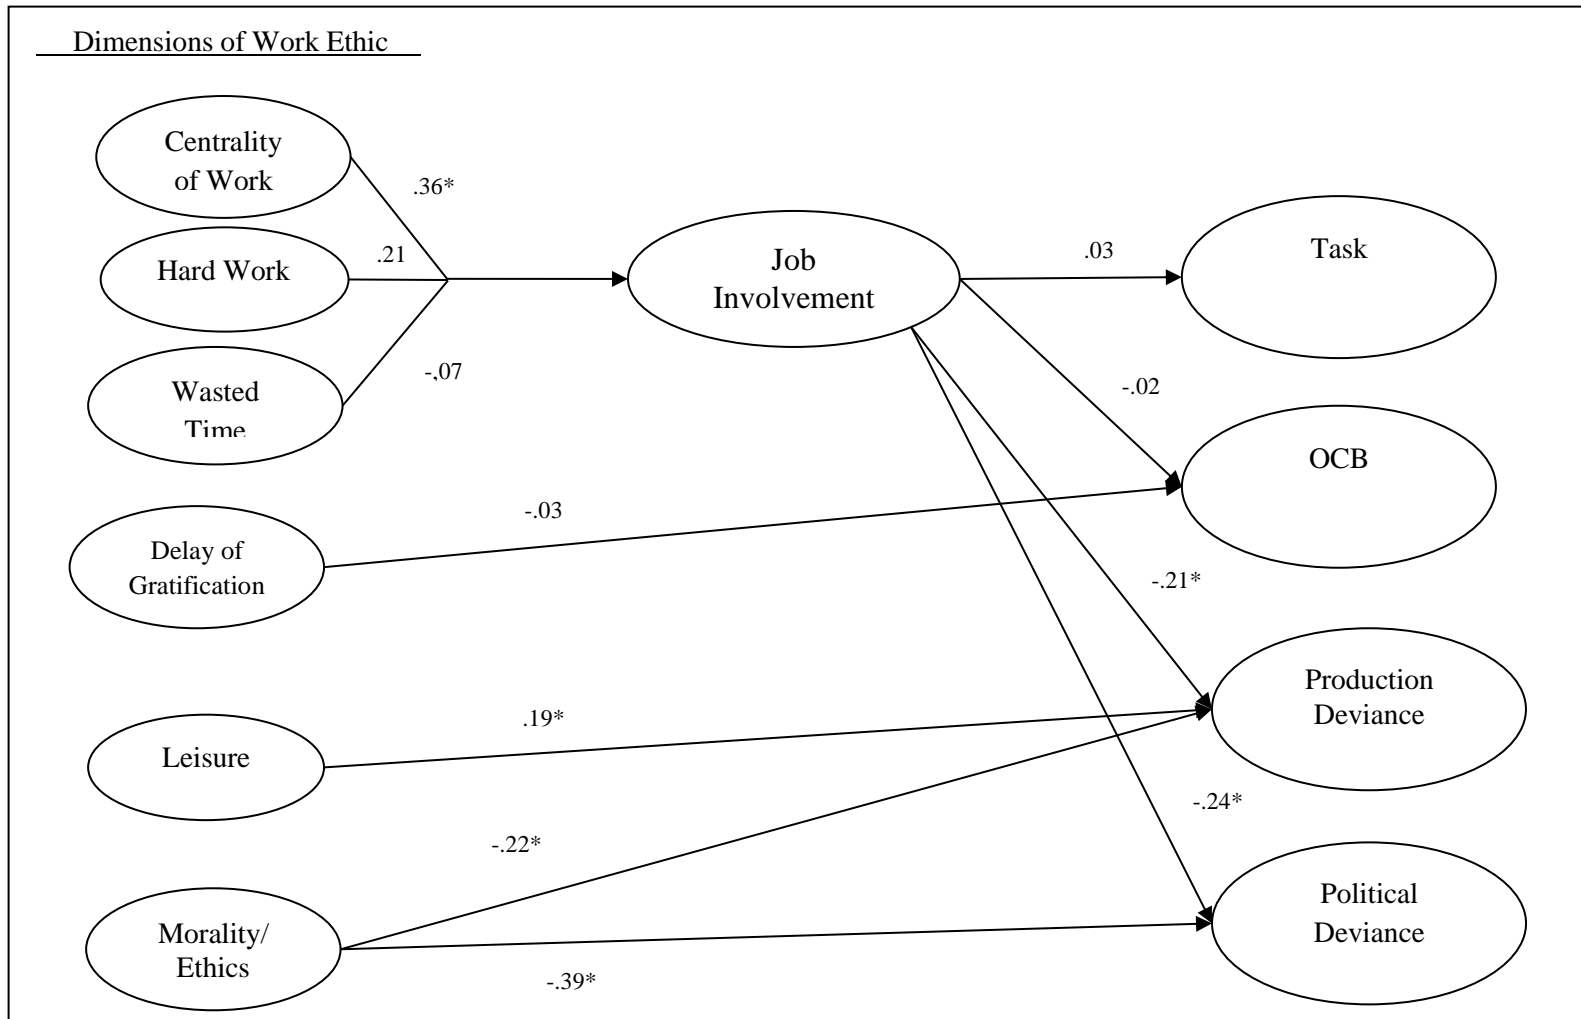 Dimensions of Work Ethic
Centrality
of Work
.36*
Hard Work
.21
Wasted
Time
-,07
Job
Involvement
.03
Task
-.02
OCB
Delay of
Gratification
-.03
-.21*
Production
Deviance
Leisure
.19*
-.24*
-.22*
Morality/
Ethics
-.39*
Political
Deviance